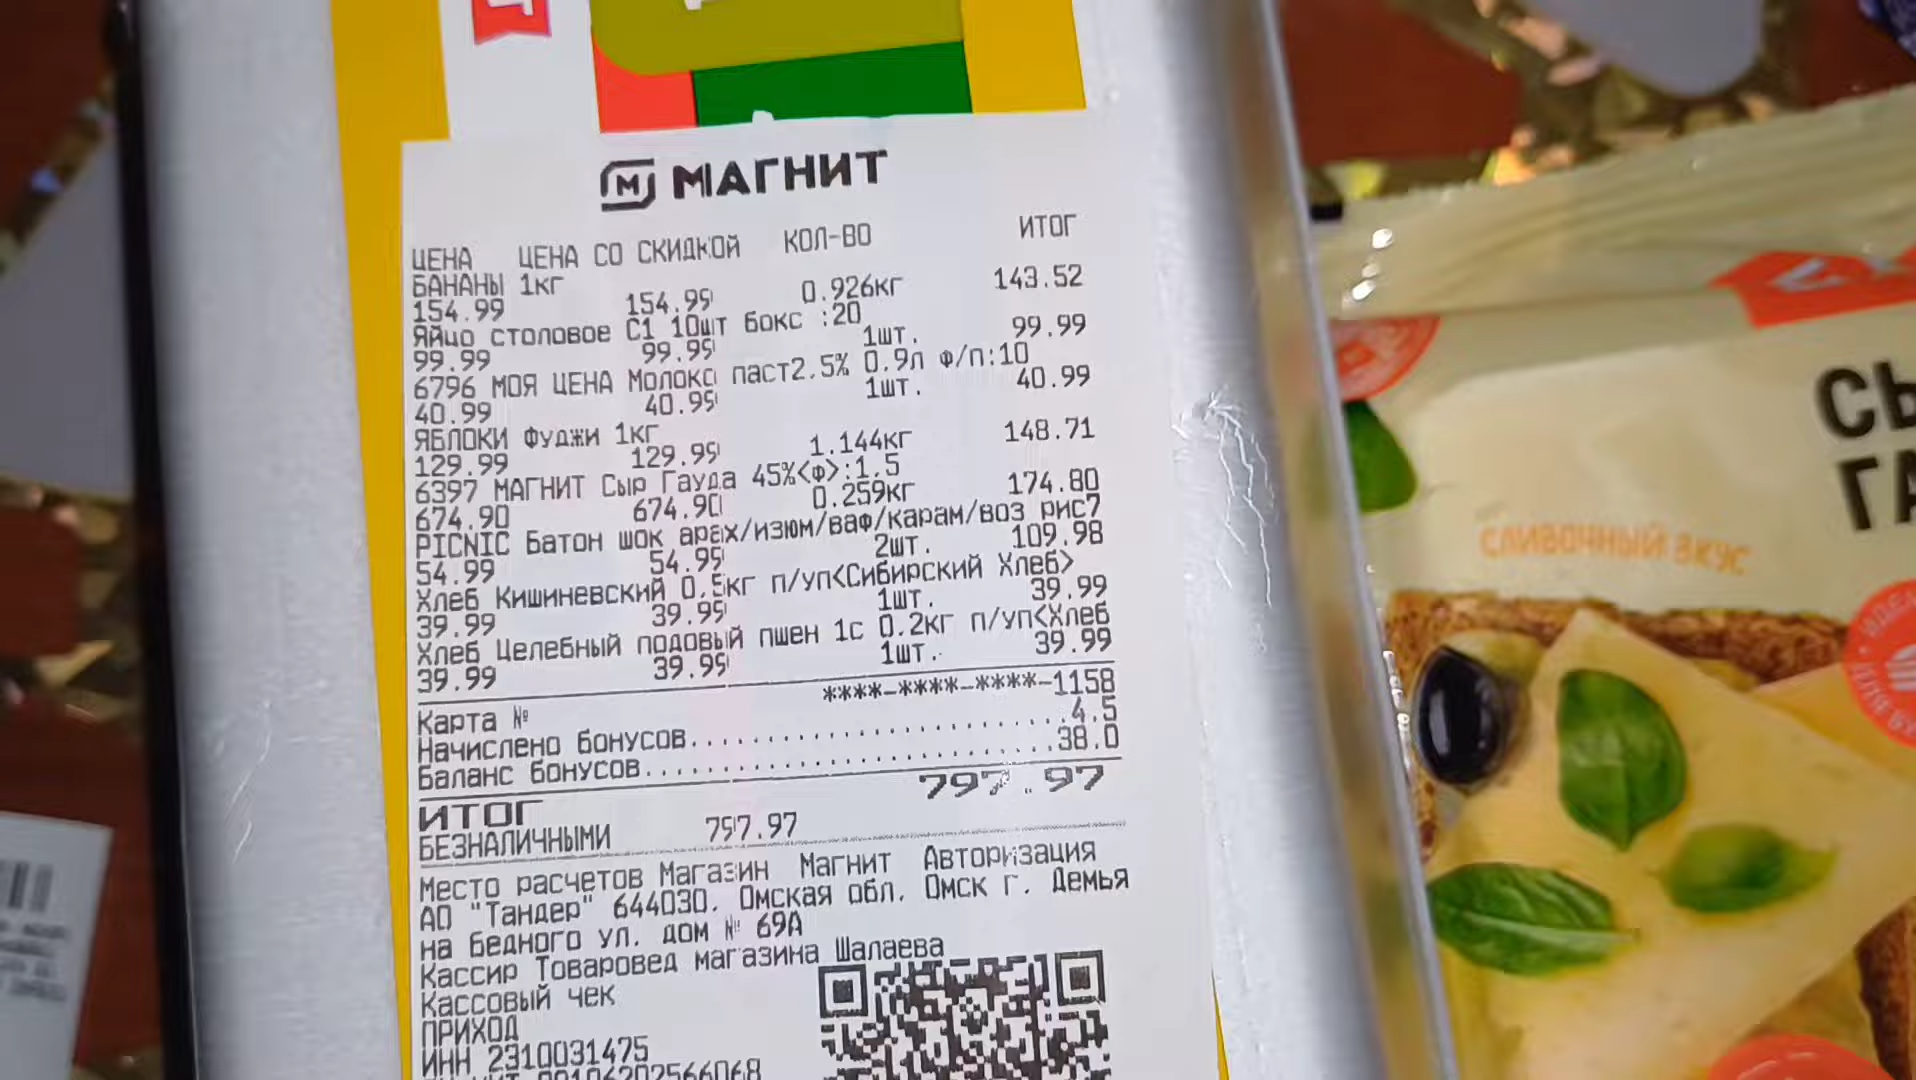 МАГНИТ
ЦЕНА ЦЕНА СО СКИДКОЙ КОЛ-ВО ИТОГ
БАНАНЫ 1кг
154.99 154.99 0.926кг 143.52
Яйцо столовое С1 10шт бокс :20
99.99 99.99 1шт. 99.99
6796 МОЯ ЦЕНА Молоко паст2.5% 0.9л ф/п:10
40.99 40.99 1шт. 40.99
ЯБЛОКИ Фуджи 1кг
129.99 129.99 1.144кг 148.71
6397 МАГНИТ Сыр Гауда 45%<Ф>:1.5
674.90 674.90 0.259кг 174.80
PICNIC Батон шок арах/изюм/ваф/карам/воз рис7
54.99 54.99 2шт. 109.98
Хлеб Кишиневский 0.5кг п/уп<Сибирский Хлеб>
39.99 39.99 1шт. 39.99
Хлеб Целебный подовый пшен 1с 0.2кг п/уп<Хлеб
39.99 39.99 1шт. 39.99
Карта № ****-****-****-1158
Начислено бонусов....................4.5
Баланс бонусов.......................38.0
ИТОГ 797.97
БЕЗНАЛИЧНЫМИ 797.97
Место расчетов Магазин Магнит Авторизация
АО "Тандер" 644030. Омская обл. Омск г. Демья
на Бедного ул. дом № 69А
Кассир Товаровед магазина Шалаева
Кассовый чек
ПРИХОД
ИНН 2310031475
СЫ
ГА
СЛИВОЧНЫЙ ВКУС